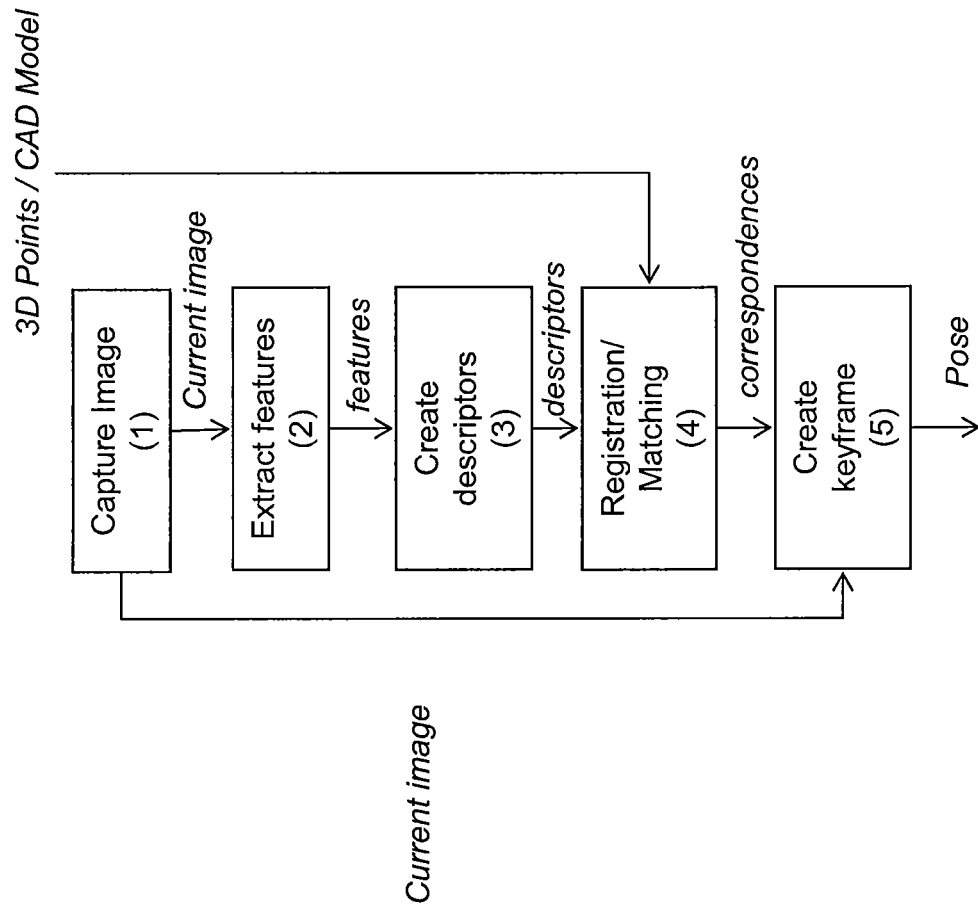 3D Points / CAD Model
Capture Image
(1)
Current image
Extract features
(2)
features
Create
descriptors
(3)
descriptors
Registration/
Matching
(4)
correspondences
Create
keyframe
(5)
Pose
Current image